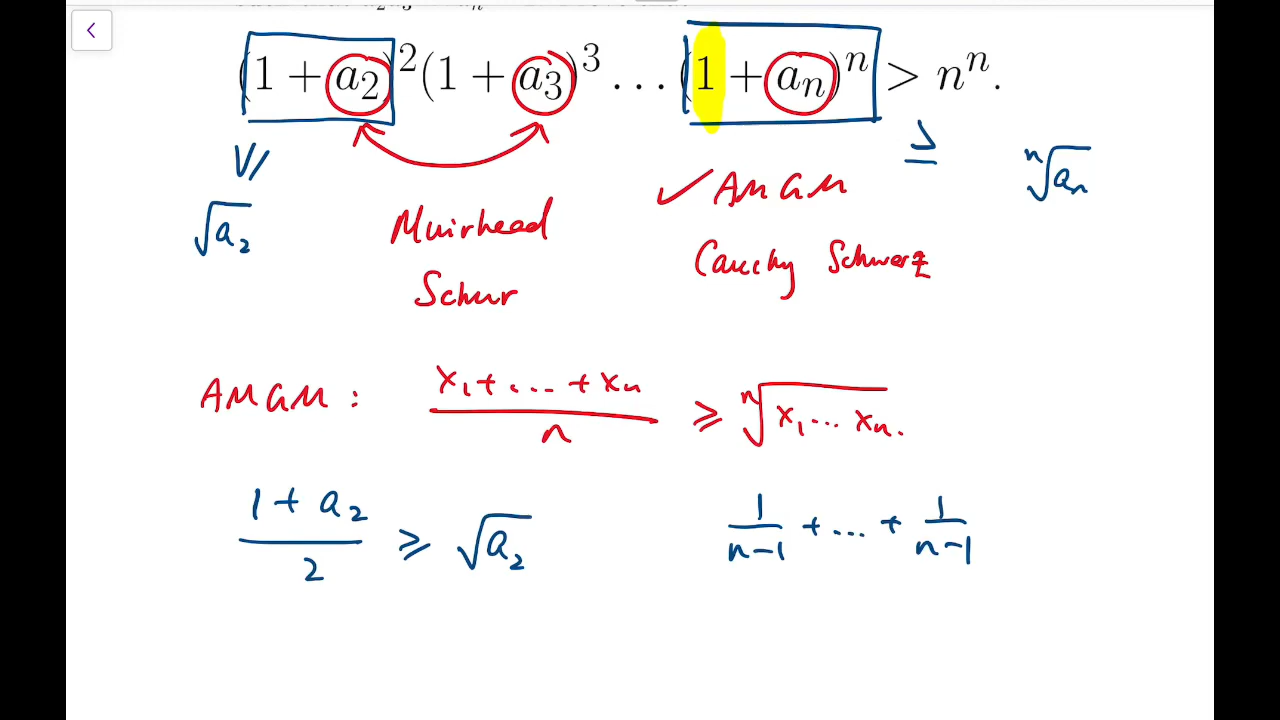 (1 + a₂)²(1 + a₃)³ … (1 + aₙ)ⁿ > nⁿ.
V// ≥ ⁿ√aₙ
√a₂ Muirhead ✓ AMGM
Schur Cauchy Schwarz
AMGM : (x₁ + … + xₙ)/n ≥ ⁿ√(x₁ … xₙ).
(1 + a₂)/2 ≥ √a₂ 1/(n−1) + … + 1/(n−1)